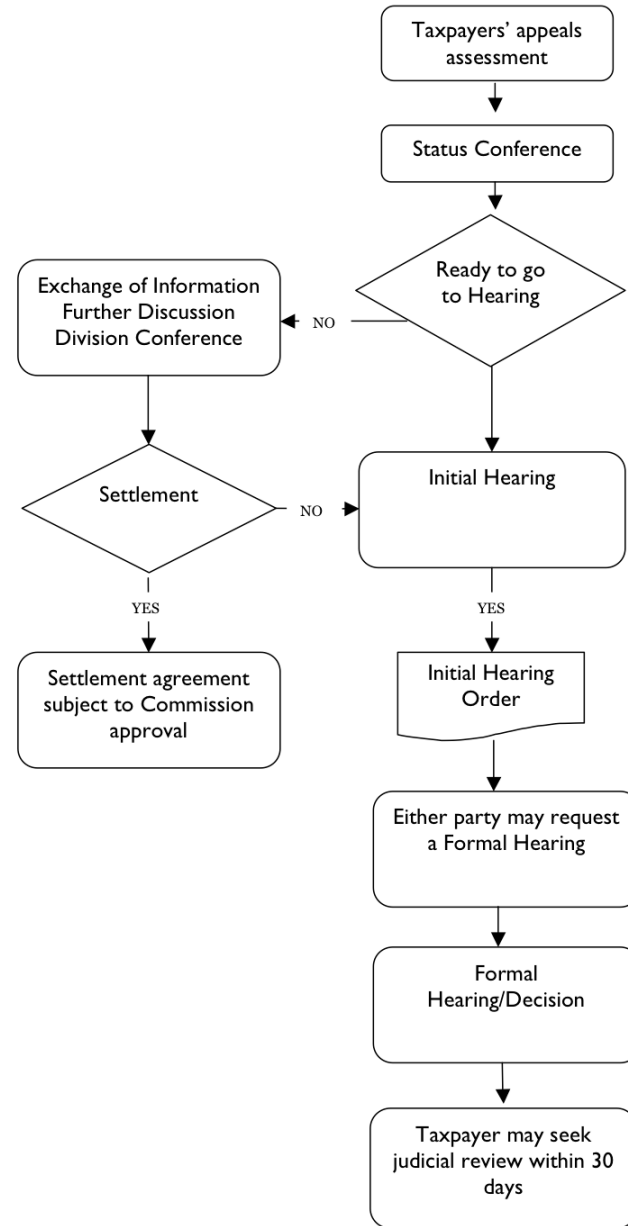 Taxpayers’ appeals
assessment
Status Conference
Ready to go
to Hearing
NO
Exchange of Information
Further Discussion
Division Conference
Settlement
NO
Initial Hearing
YES
YES
Settlement agreement
subject to Commission
approval
Initial Hearing
Order
Either party may request
a Formal Hearing
Formal
Hearing/Decision
Taxpayer may seek
judicial review within 30
days